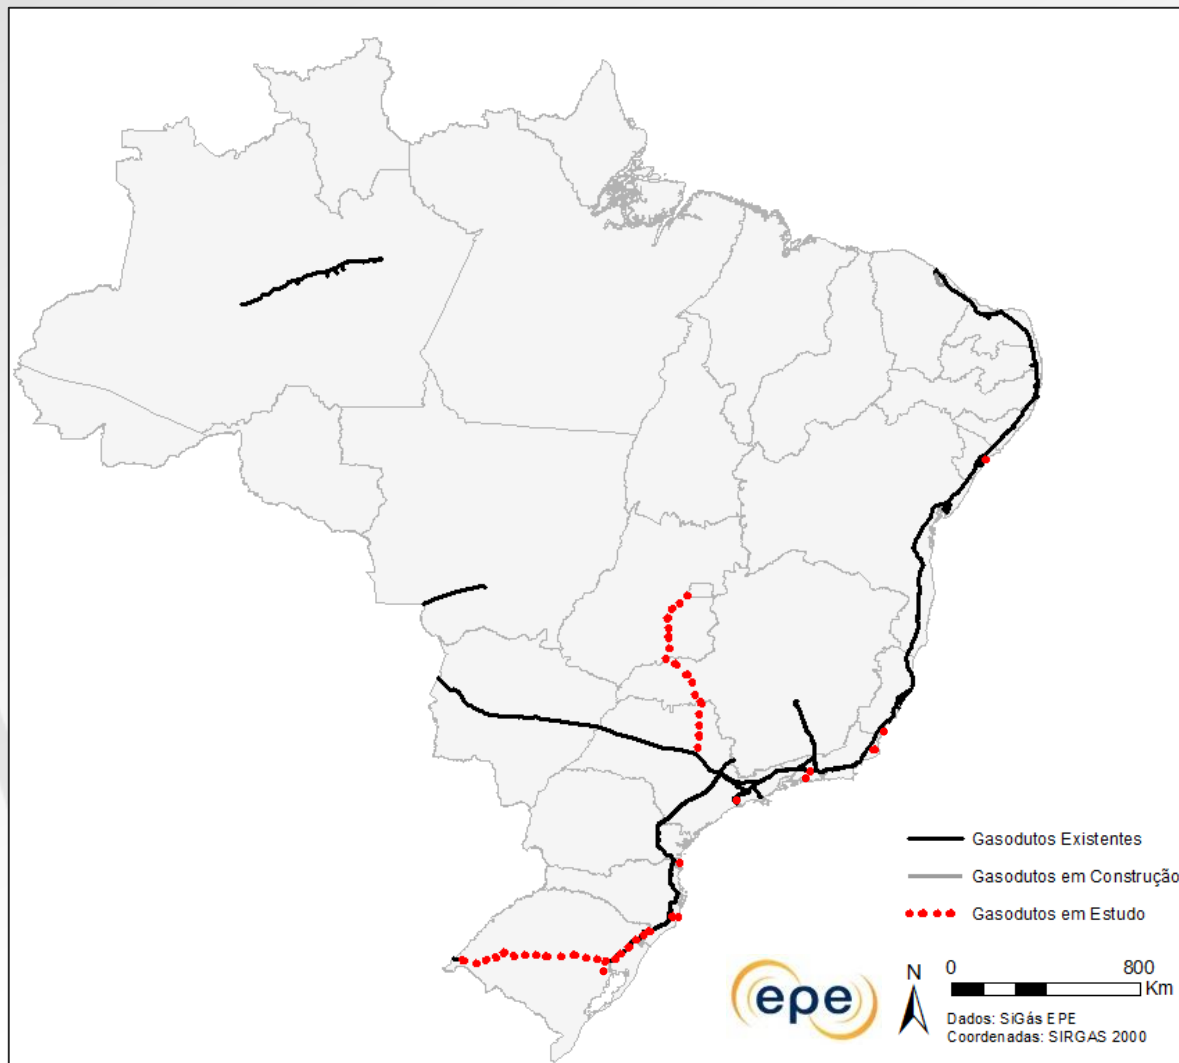 Gasodutos Existentes
Gasodutos em Construção
Gasodutos em Estudo
epe
N
0 800
Km
Dados: SiGás EPE
Coordenadas: SIRGAS 2000